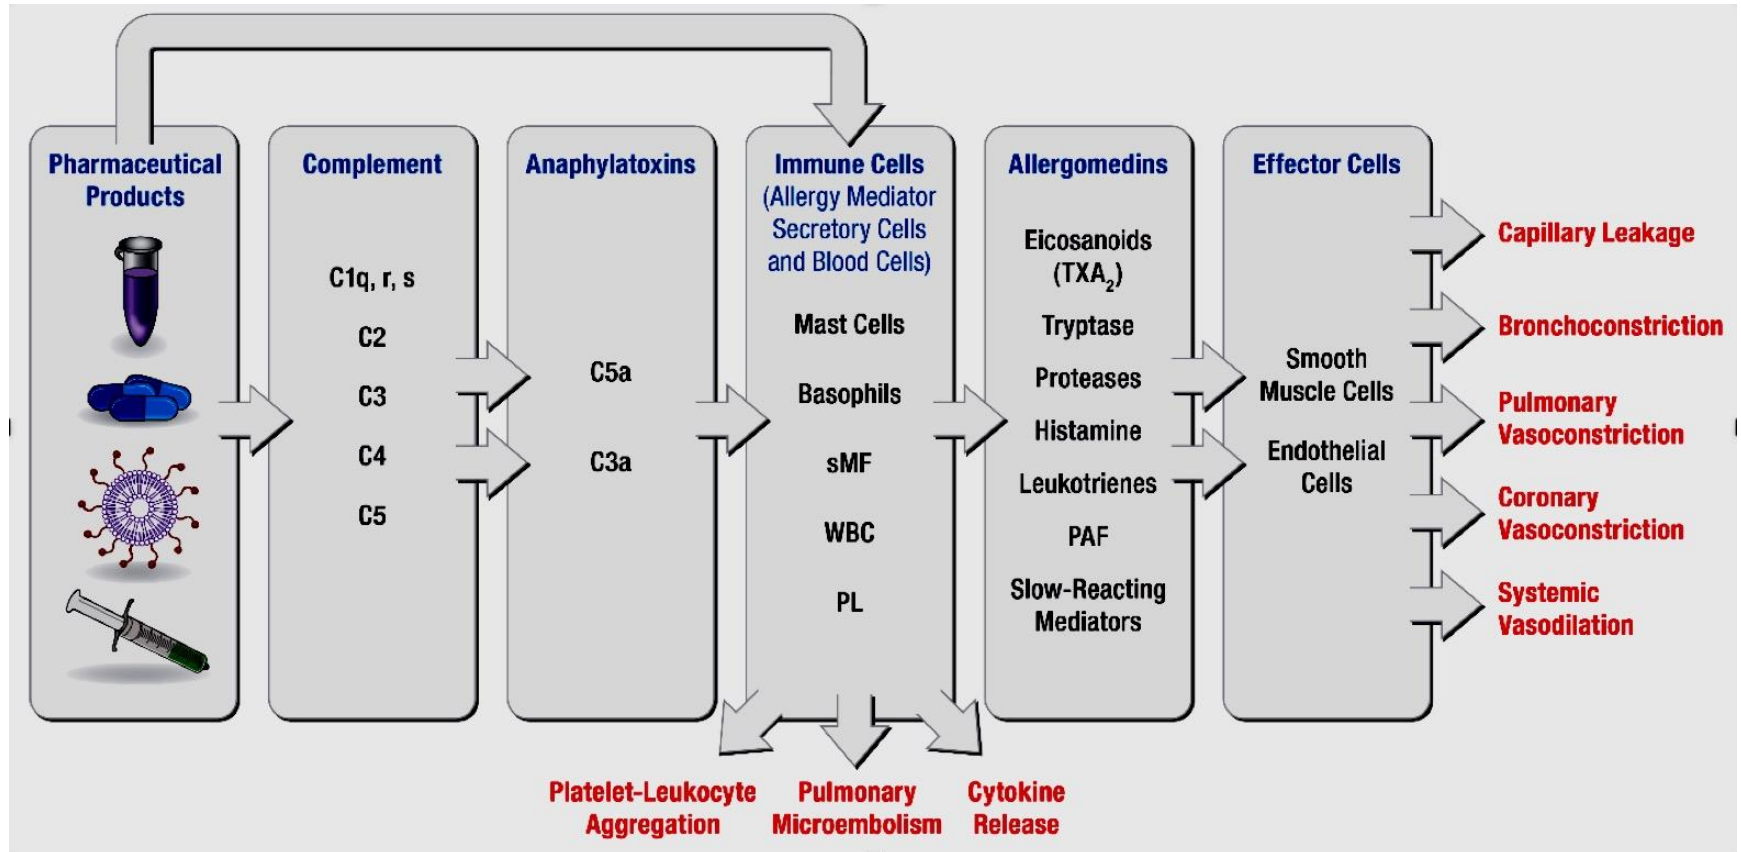 Pharmaceutical
Products
Complement
C1q, r, s
C2
C3
C4
C5
Anaphylatoxins
C5a
C3a
Immune Cells
(Allergy Mediator
Secretory Cells
and Blood Cells)
Mast Cells
Basophils
sMF
WBC
PL
Allergomedins
Eicosanoids
(TXA₂)
Tryptase
Proteases
Histamine
Leukotrienes
PAF
Slow-Reacting
Mediators
Effector Cells
Smooth
Muscle Cells
Endothelial
Cells
Capillary Leakage
Bronchoconstriction
Pulmonary
Vasoconstriction
Coronary
Vasoconstriction
Systemic
Vasodilation
Platelet-Leukocyte
Aggregation
Pulmonary
Microembolism
Cytokine
Release